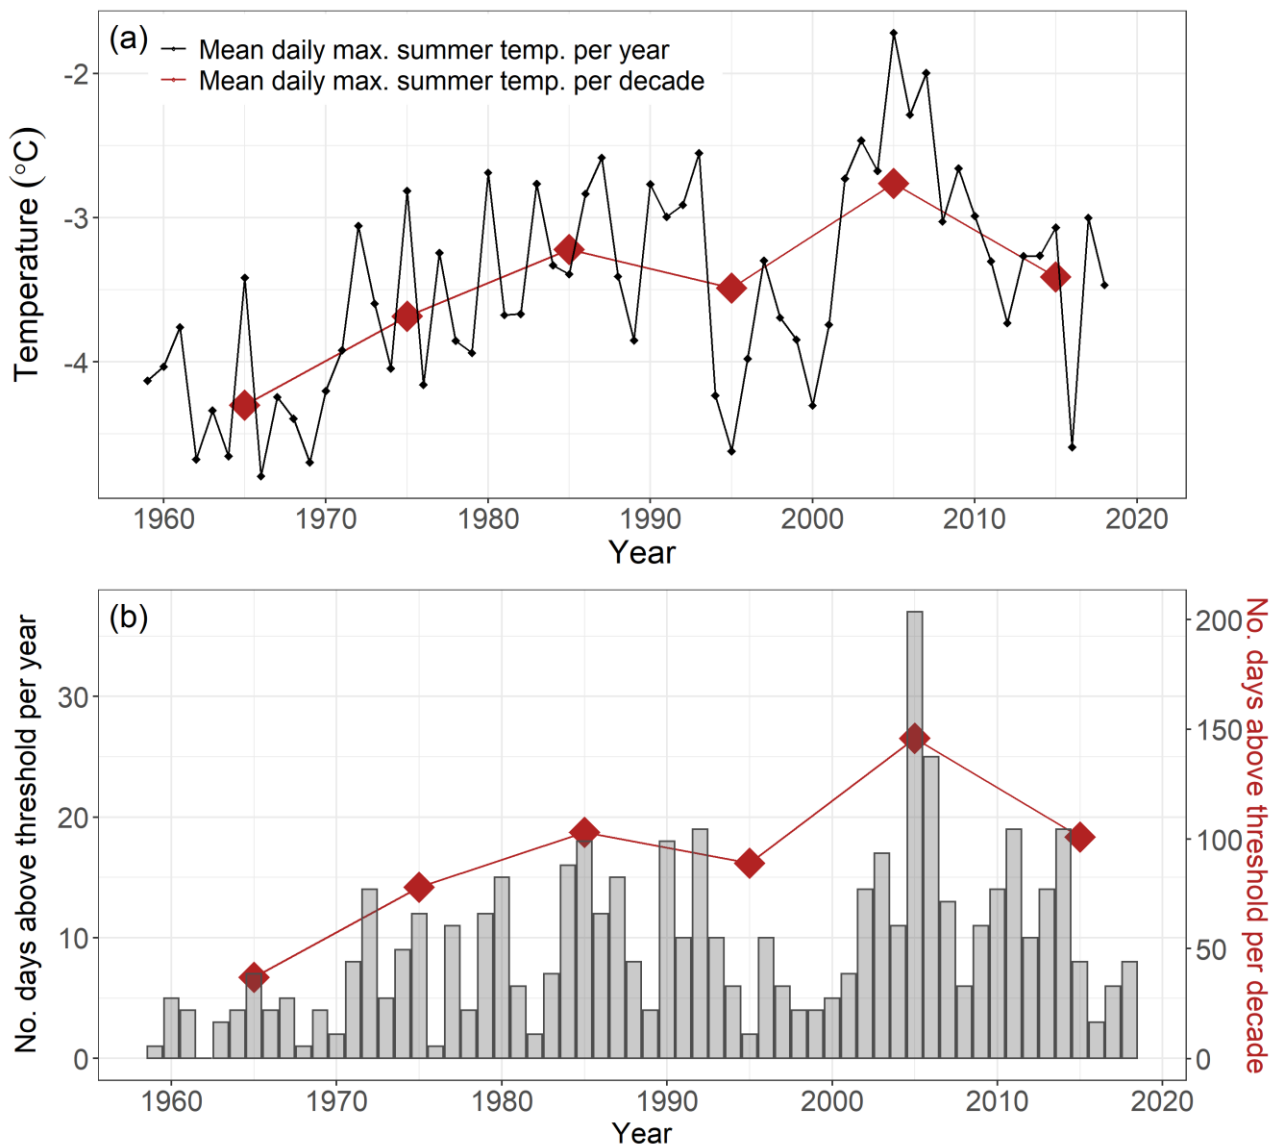 (a)
Mean daily max. summer temp. per year
Mean daily max. summer temp. per decade
Temperature (°C)
-2
-3
-4
1960 1970 1980 1990 2000 2010 2020
Year
(b)
No. days above threshold per year
30
20
10
0
No. days above threshold per decade
200
150
100
50
0
1960 1970 1980 1990 2000 2010 2020
Year